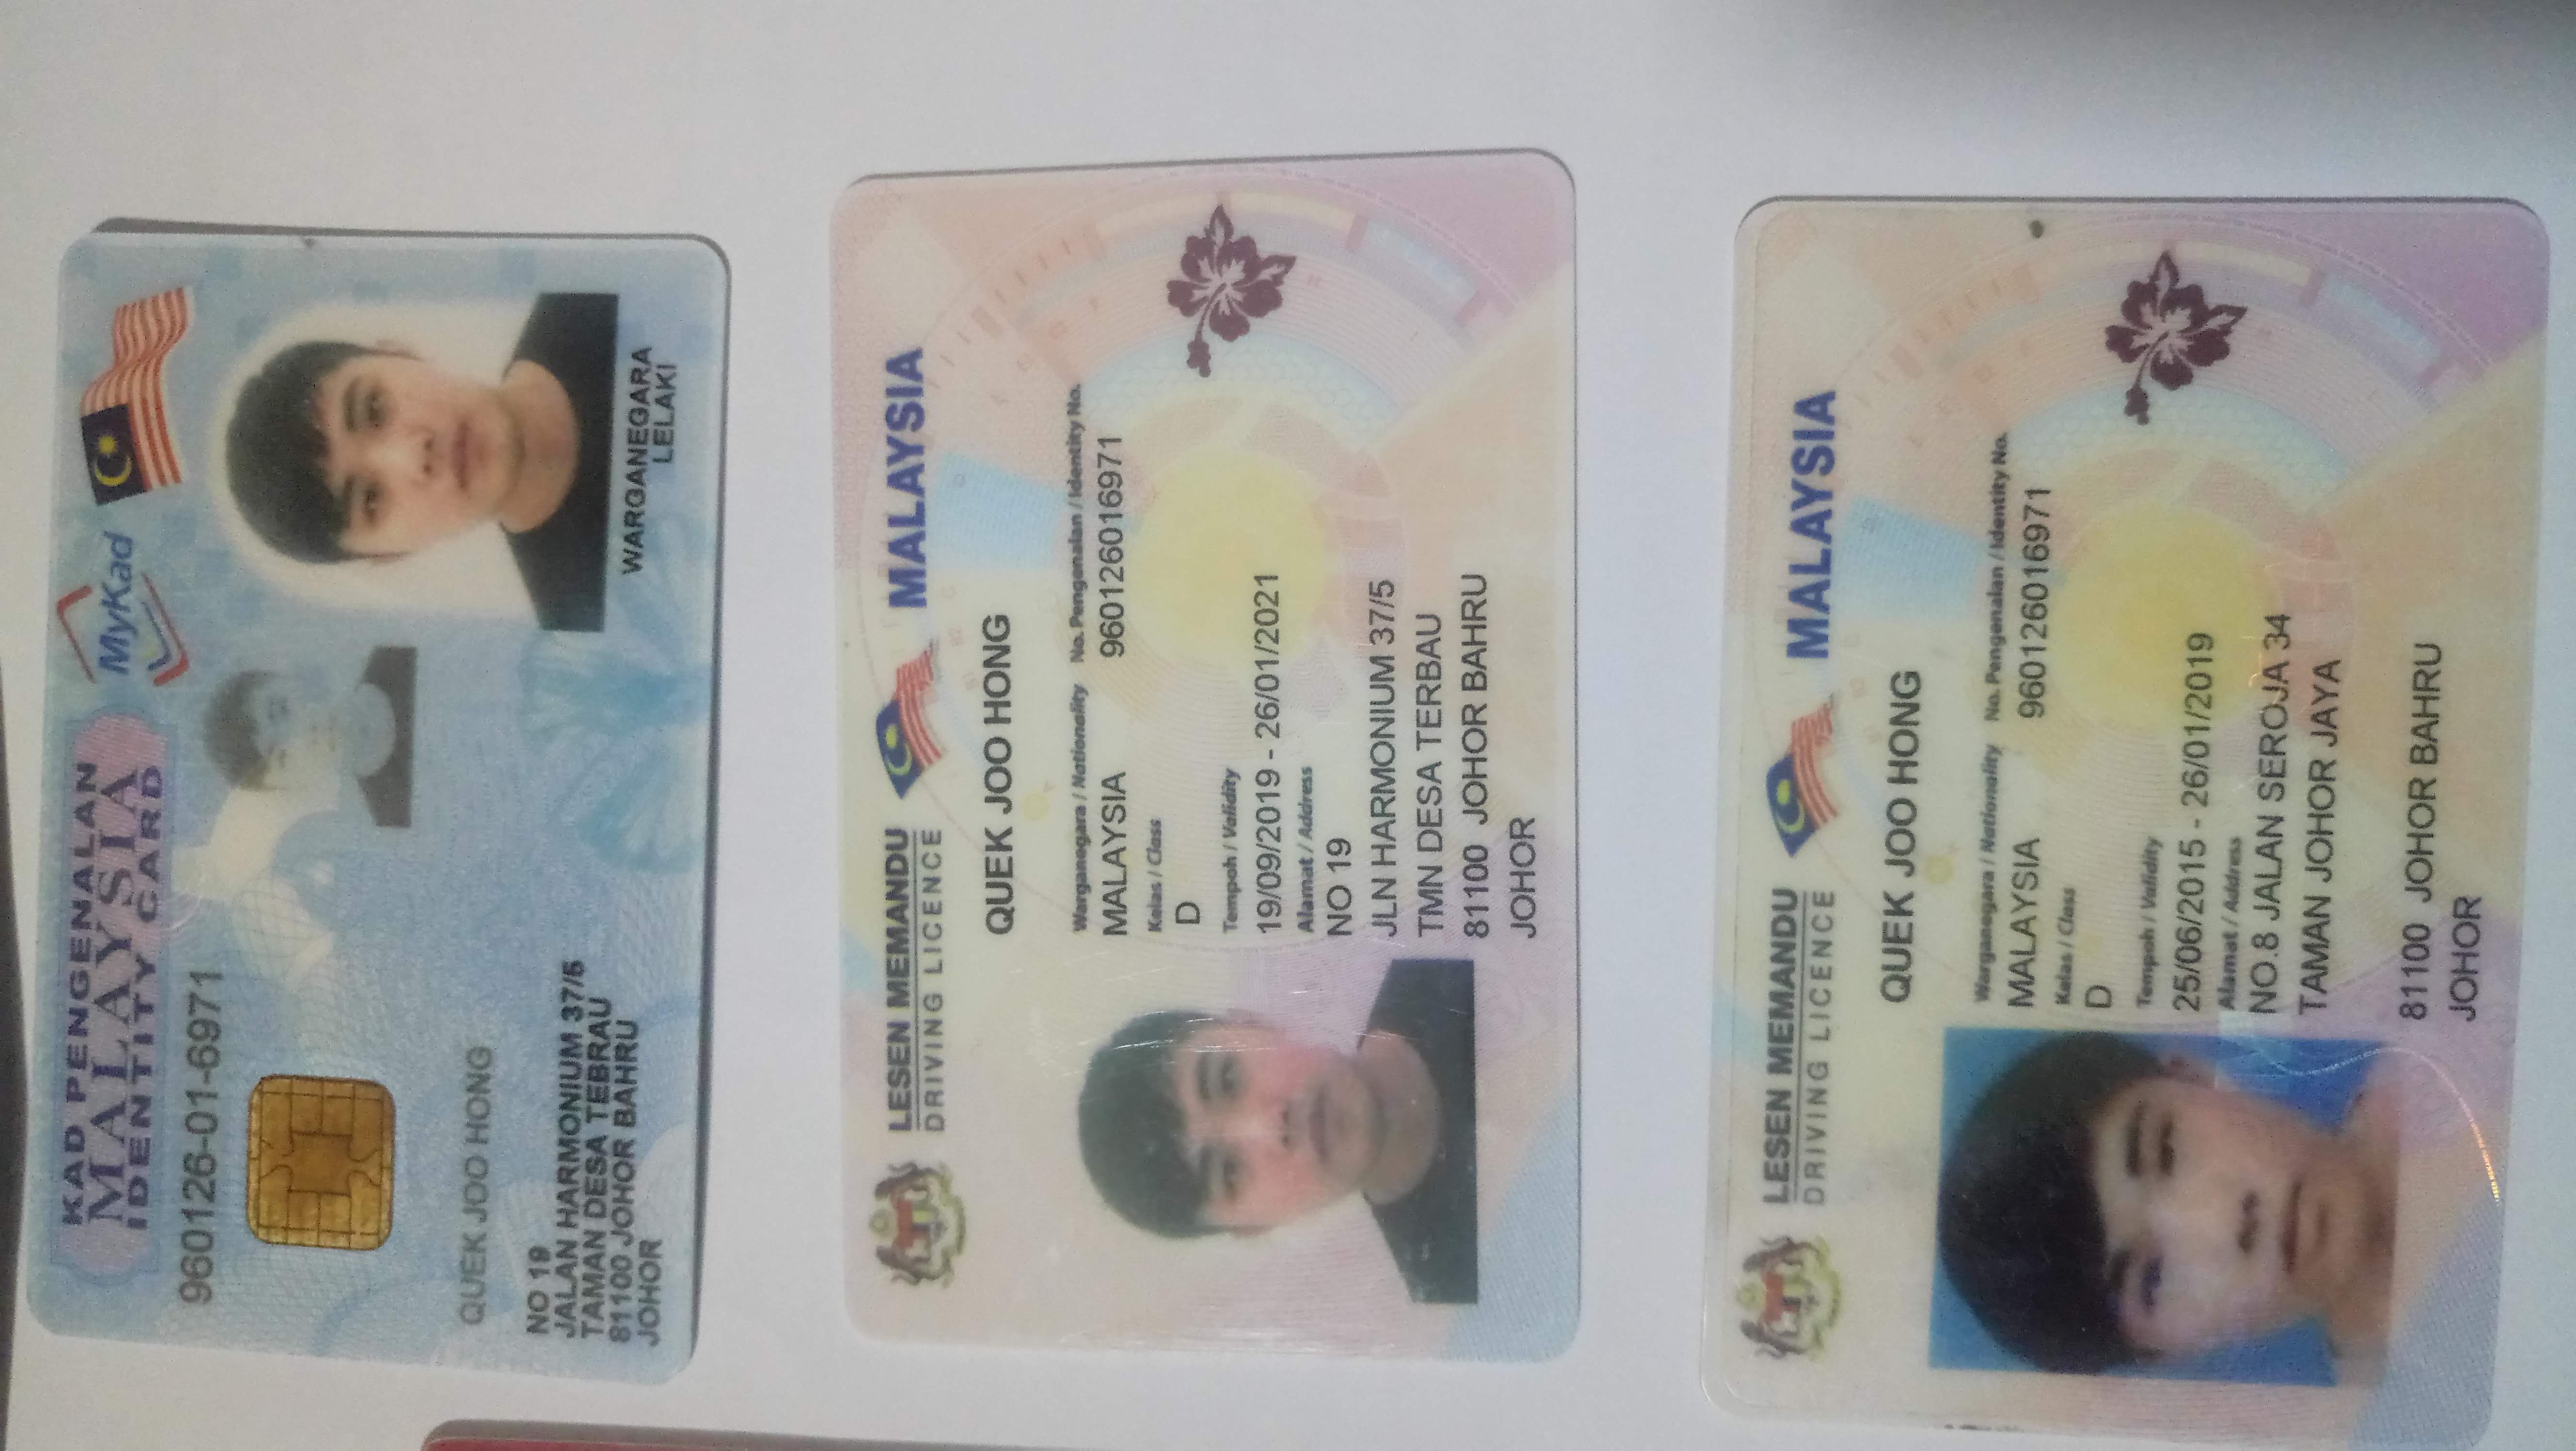 KAD PENGENALAN
MALAYSIA
IDENTITY CARD
MyKad
960126-01-6971
QUEK JOO HONG
NO 19
JALAN HARMONIUM 37/5
TAMAN DESA TEBRAU
81100 JOHOR BAHRU
JOHOR
WARGANEGARA
LELAKI
LESEN MEMANDU
DRIVING LICENCE
MALAYSIA
QUEK JOO HONG
Warganegara / Nationality No. Pengenalan / Identity No.
MALAYSIA 960126016971
Kelas / Class
D
Tempoh / Validity
19/09/2019 - 26/01/2021
Alamat / Address
NO 19
JLN HARMONIUM 37/5
TMN DESA TERBAU
81100 JOHOR BAHRU
JOHOR
LESEN MEMANDU
DRIVING LICENCE
MALAYSIA
QUEK JOO HONG
Warganegara / Nationality No. Pengenalan / Identity No.
MALAYSIA 960126016971
Kelas / Class
D
Tempoh / Validity
25/06/2015 - 26/01/2019
Alamat / Address
NO.8 JALAN SEROJA 34
TAMAN JOHOR JAYA
81100 JOHOR BAHRU
JOHOR